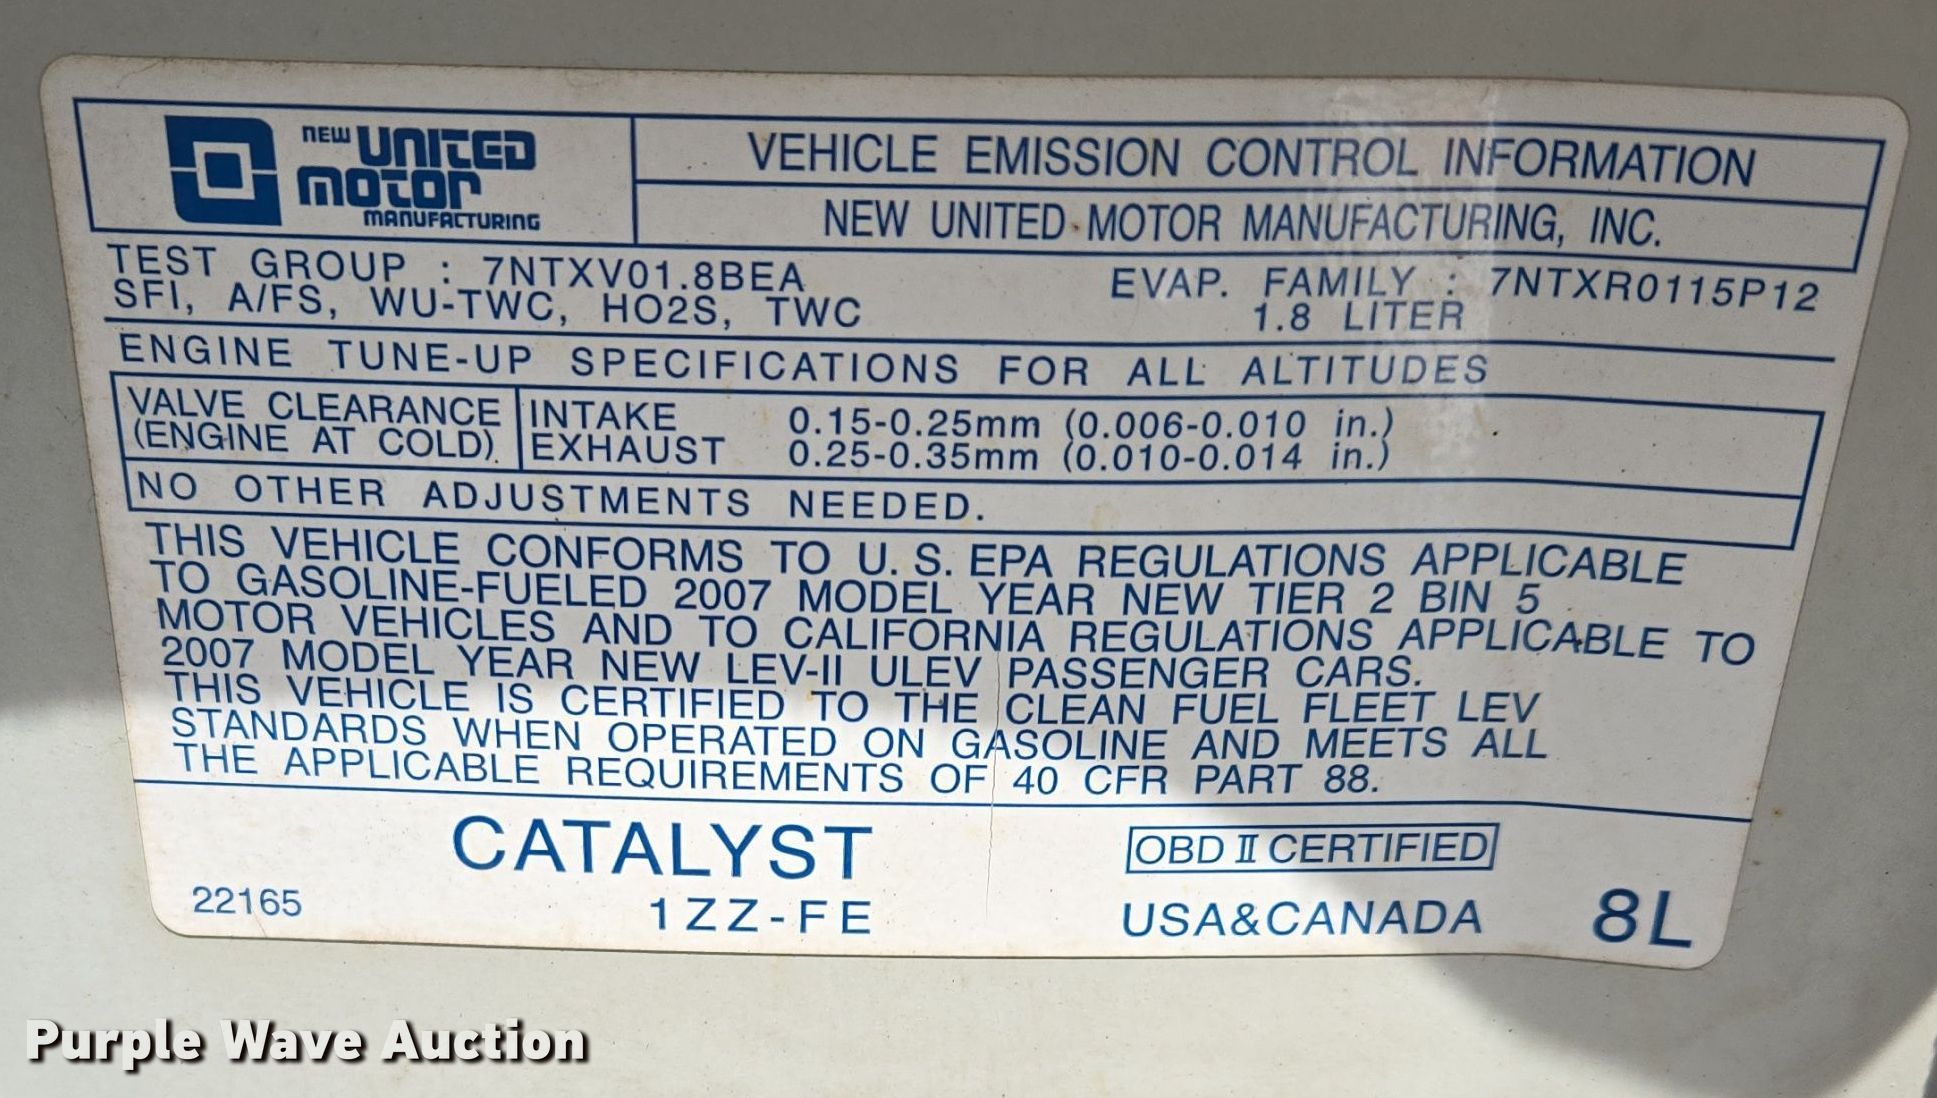 NEW UNITED
MOTOR
MANUFACTURING
VEHICLE EMISSION CONTROL INFORMATION
NEW UNITED MOTOR MANUFACTURING, INC.
TEST GROUP : 7NTXV01.8BEA EVAP. FAMILY : 7NTXR0115P12
SFI, A/FS, WU-TWC, HO2S, TWC 1.8 LITER
ENGINE TUNE-UP SPECIFICATIONS FOR ALL ALTITUDES
VALVE CLEARANCE INTAKE 0.15-0.25mm (0.006-0.010 in.)
(ENGINE AT COLD) EXHAUST 0.25-0.35mm (0.010-0.014 in.)
NO OTHER ADJUSTMENTS NEEDED.
THIS VEHICLE CONFORMS TO U. S. EPA REGULATIONS APPLICABLE
TO GASOLINE-FUELED 2007 MODEL YEAR NEW TIER 2 BIN 5
MOTOR VEHICLES AND TO CALIFORNIA REGULATIONS APPLICABLE TO
2007 MODEL YEAR NEW LEV-II ULEV PASSENGER CARS.
THIS VEHICLE IS CERTIFIED TO THE CLEAN FUEL FLEET LEV
STANDARDS WHEN OPERATED ON GASOLINE AND MEETS ALL
THE APPLICABLE REQUIREMENTS OF 40 CFR PART 88.
CATALYST OBD II CERTIFIED
22165 1ZZ-FE USA&CANADA 8L
Purple Wave Auction